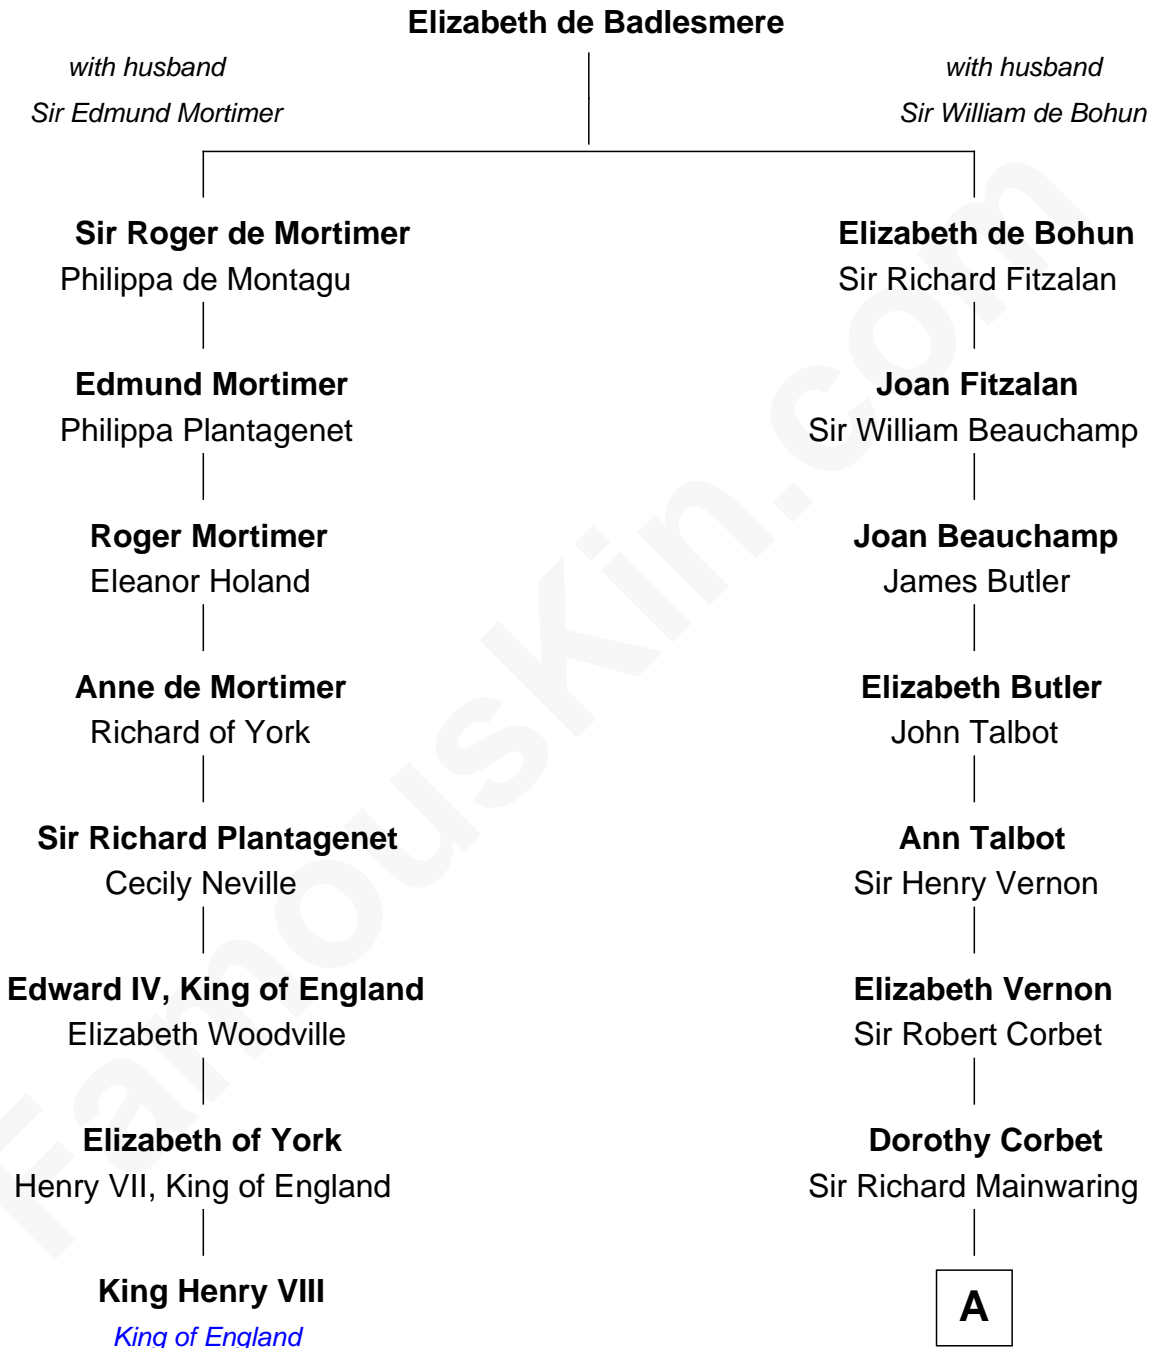 Elizabeth de Badlesmere
with husband
Sir Edmund Mortimer
with husband
Sir William de Bohun
Sir Roger de Mortimer
Philippa de Montagu
Edmund Mortimer
Philippa Plantagenet
Roger Mortimer
Eleanor Holand
Anne de Mortimer
Richard of York
Sir Richard Plantagenet
Cecily Neville
Edward IV, King of England
Elizabeth Woodville
Elizabeth of York
Henry VII, King of England
King Henry VIII
King of England
Elizabeth de Bohun
Sir Richard Fitzalan
Joan Fitzalan
Sir William Beauchamp
Joan Beauchamp
James Butler
Elizabeth Butler
John Talbot
Ann Talbot
Sir Henry Vernon
Elizabeth Vernon
Sir Robert Corbet
Dorothy Corbet
Sir Richard Mainwaring
A
FamousKin.com